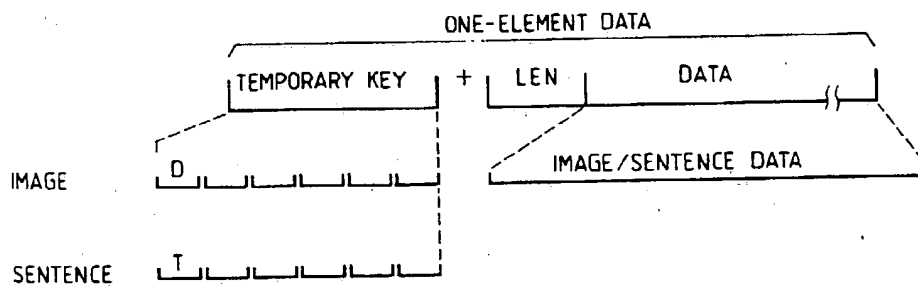 ONE-ELEMENT DATA
TEMPORARY KEY + LEN DATA
IMAGE D IMAGE/SENTENCE DATA
SENTENCE T